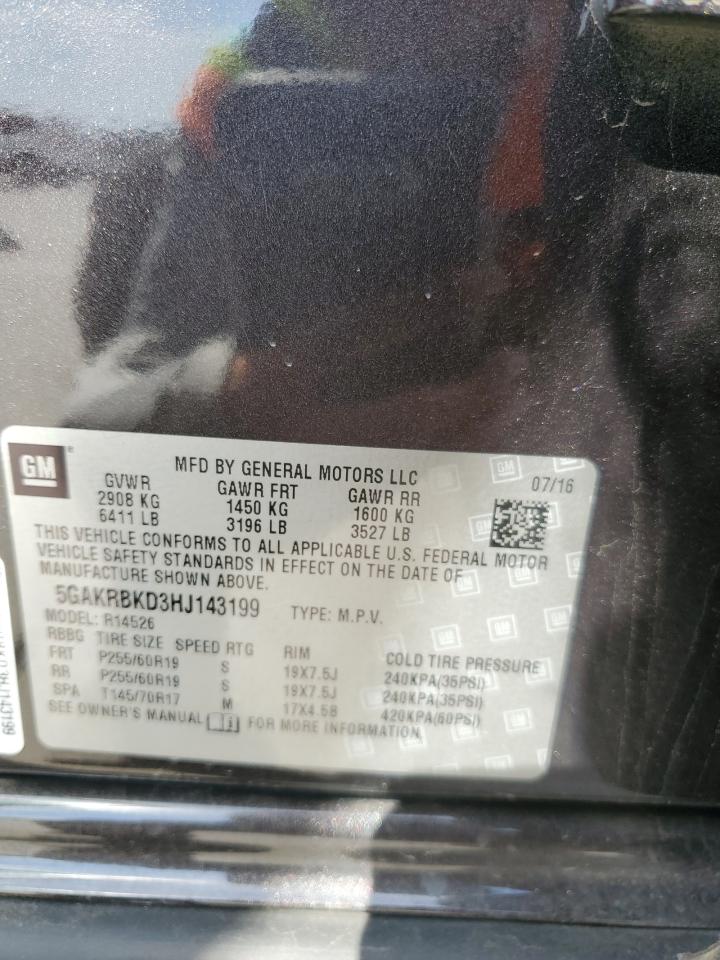 GM
MFD BY GENERAL MOTORS LLC
07/16
GVWR GAWR FRT GAWR RR
2908 KG 1450 KG 1600 KG
6411 LB 3196 LB 3527 LB
THIS VEHICLE CONFORMS TO ALL APPLICABLE U.S. FEDERAL MOTOR
VEHICLE SAFETY STANDARDS IN EFFECT ON THE DATE OF
MANUFACTURE SHOWN ABOVE.
5GAKRBKD3HJ143199 TYPE: M.P.V.
MODEL: R14526
RBBG TIRE SIZE SPEED RTG RIM COLD TIRE PRESSURE
FRT P255/60R19 S 19X7.5J 240KPA(35PSI)
RR P255/60R19 S 19X7.5J 240KPA(35PSI)
SPA T145/70R17 M 17X4.5B 420KPA(60PSI)
SEE OWNER'S MANUAL FOR MORE INFORMATION